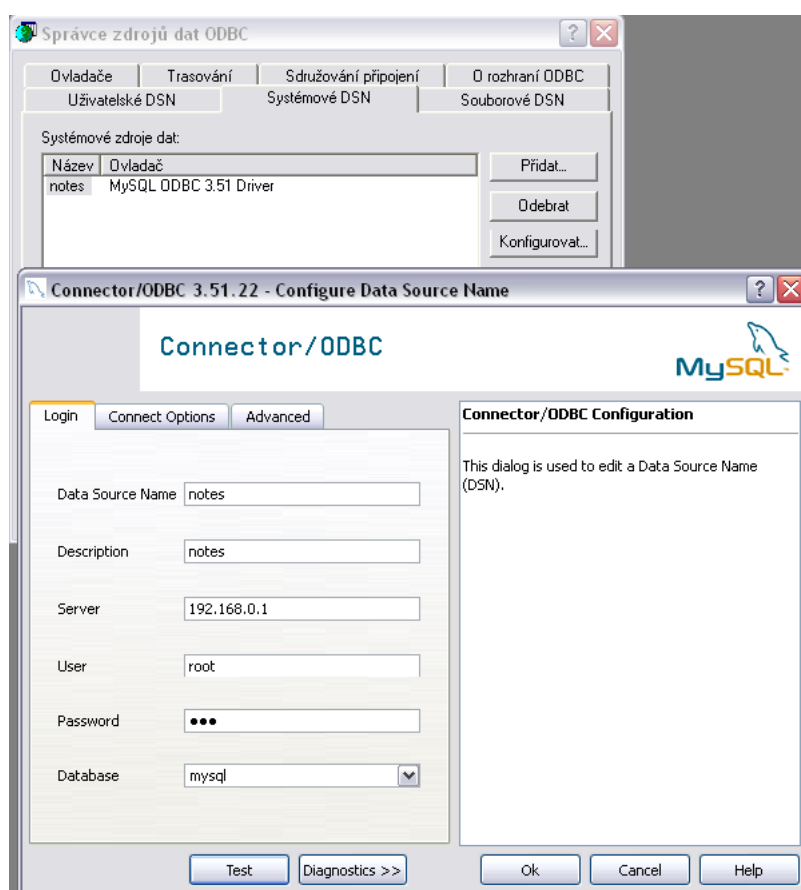 Správce zdrojů dat ODBC
Ovladače Trasování Sdružování připojení O rozhraní ODBC
Uživatelské DSN Systémové DSN Souborové DSN
Systémové zdroje dat:
Název Ovladač
notes MySQL ODBC 3.51 Driver
Přidat...
Odebrat
Konfigurovat...
Connector/ODBC 3.51.22 - Configure Data Source Name
Connector/ODBC
MySQL
Login Connect Options Advanced
Data Source Name notes
Description notes
Server 192.168.0.1
User root
Password •••
Database mysql
Connector/ODBC Configuration
This dialog is used to edit a Data Source Name
(DSN).
Test Diagnostics >> Ok Cancel Help